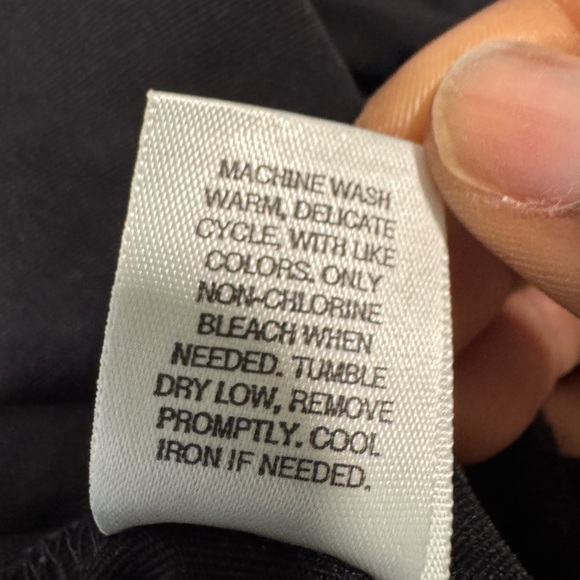 MACHINE WASH
WARM, DELICATE
CYCLE, WITH LIKE
COLORS. ONLY
NON-CHLORINE
BLEACH WHEN
NEEDED. TUMBLE
DRY LOW, REMOVE
PROMPTLY. COOL
IRON IF NEEDED.